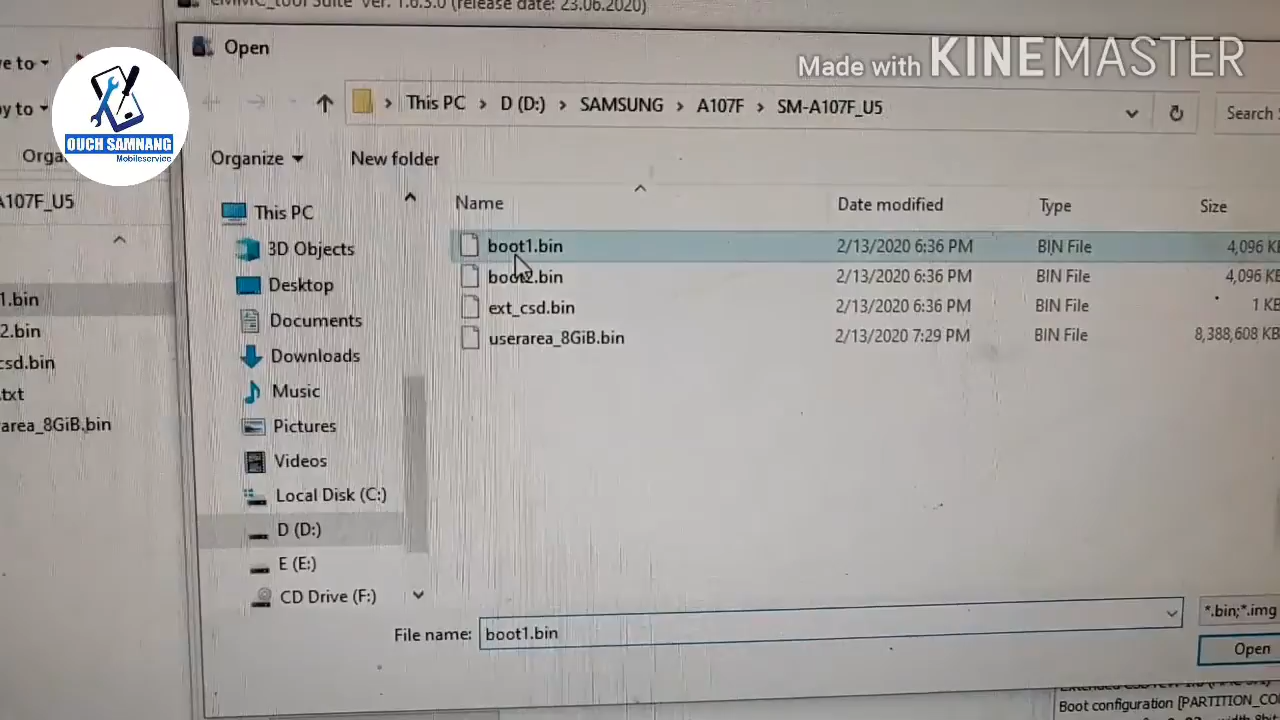 eMMC_tool Suite ver. 1.6.3.0 (release date: 23.06.2020)
Open
Made with KINEMASTER
ve to
This PC > D (D:) > SAMSUNG > A107F > SM-A107F_U5
Search
OUCH SAMNANG
Mobileservice
Orga
Organize
New folder
A107F_U5
Name
Date modified
Type
Size
This PC
3D Objects
Desktop
Documents
Downloads
Music
Pictures
Videos
Local Disk (C:)
D (D:)
E (E:)
CD Drive (F:)
boot1.bin 2/13/2020 6:36 PM BIN File 4,096 K
boot2.bin 2/13/2020 6:36 PM BIN File 4,096 K
ext_csd.bin 2/13/2020 6:36 PM BIN File 1 K
userarea_8GiB.bin 2/13/2020 7:29 PM BIN File 8,388,608 K
1.bin
2.bin
csd.bin
.txt
area_8GiB.bin
File name: boot1.bin
*.bin;*.img
Open
Boot configuration [PARTITION_CO